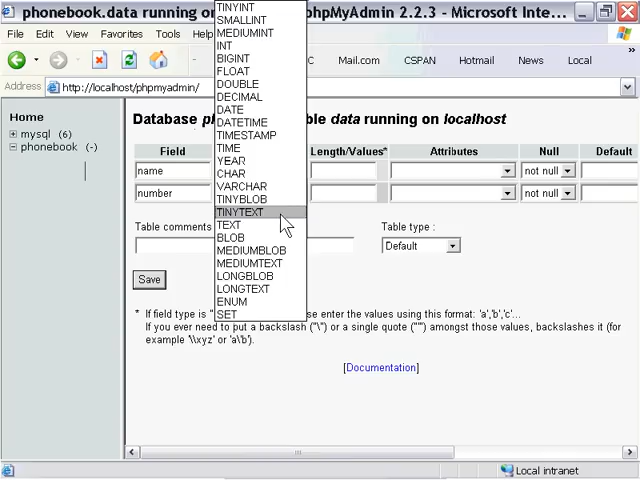 phonebook.data running on
phpMyAdmin 2.2.3 - Microsoft Inte...
File Edit View Favorites Tools Help
C Mail.com CSPAN Hotmail News Local
Address http://localhost/phpmyadmin/
TINYINT
SMALLINT
MEDIUMINT
INT
BIGINT
FLOAT
DOUBLE
DECIMAL
DATE
DATETIME
TIMESTAMP
TIME
YEAR
CHAR
VARCHAR
TINYBLOB
TINYTEXT
TEXT
BLOB
MEDIUMBLOB
MEDIUMTEXT
LONGBLOB
LONGTEXT
ENUM
SET
Home
mysql (6)
phonebook (-)
Database
data running on localhost
Field Length/Values* Attributes Null Default
name not null
number not null
Table comments
Table type :
Default
Save
* If field type is " se enter the values using this format: 'a','b','c'...
If you ever need to put a backslash ("\") or a single quote ("'") amongst those values, backslashes it (for
example '\\xyz' or 'a\'b').
[Documentation]
Local intranet